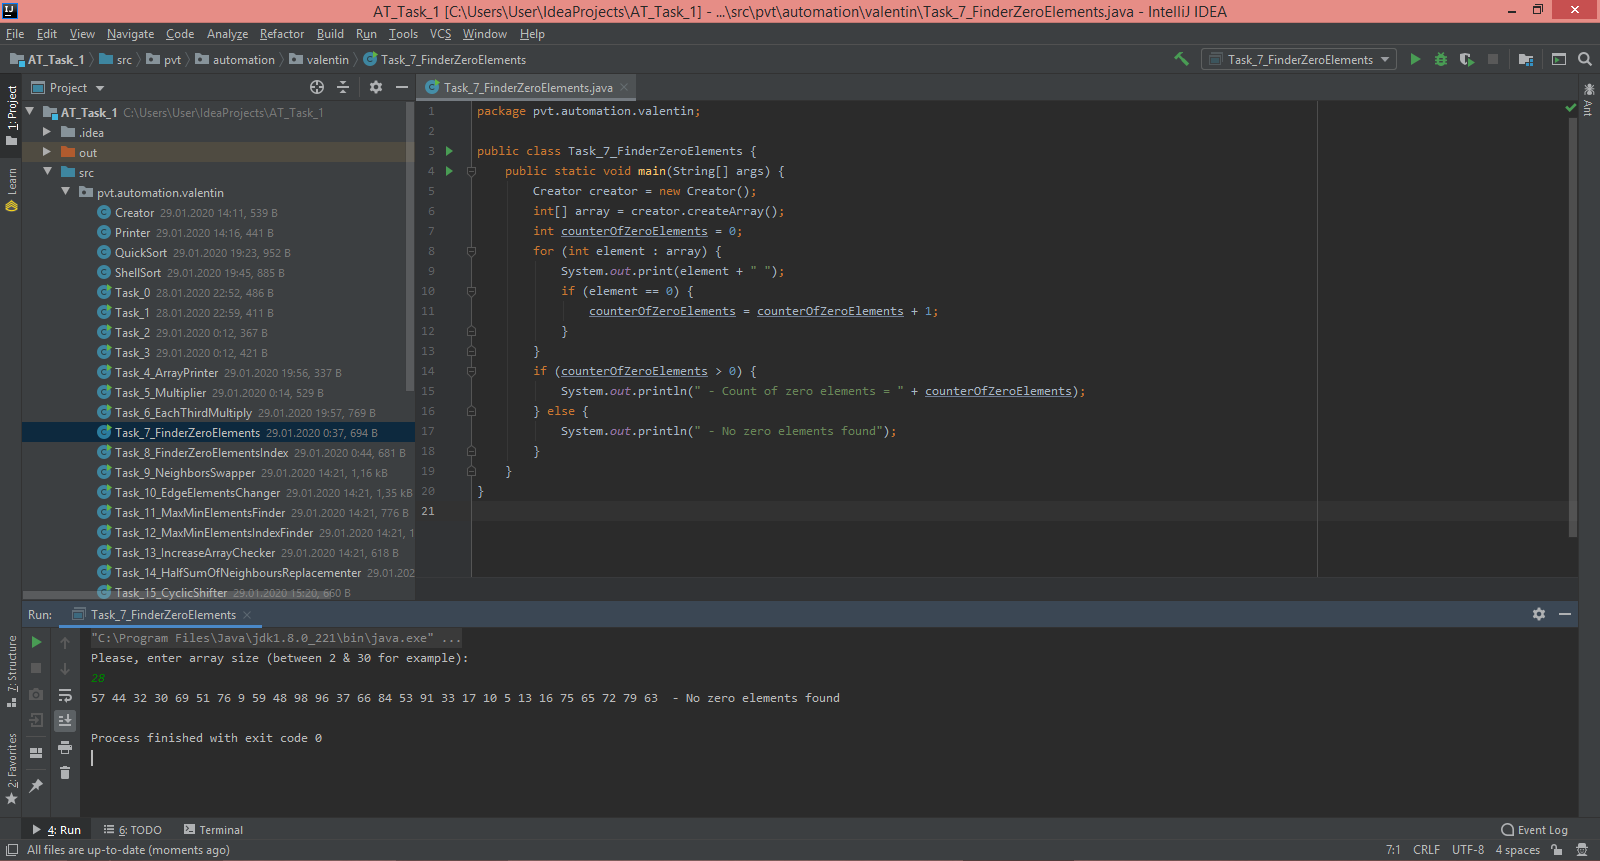 AT_Task_1 [C:\Users\User\IdeaProjects\AT_Task_1] - ...\src\pvt\automation\valentin\Task_7_FinderZeroElements.java - IntelliJ IDEA
File Edit View Navigate Code Analyze Refactor Build Run Tools VCS Window Help
AT_Task_1 src pvt automation valentin Task_7_FinderZeroElements Task_7_FinderZeroElements
1: Project
Learn
7: Structure
2: Favorites
Project
AT_Task_1 C:\Users\User\IdeaProjects\AT_Task_1
.idea
out
src
pvt.automation.valentin
Creator 29.01.2020 14:11, 539 B
Printer 29.01.2020 14:16, 441 B
QuickSort 29.01.2020 19:23, 952 B
ShellSort 29.01.2020 19:45, 885 B
Task_0 28.01.2020 22:52, 486 B
Task_1 28.01.2020 22:59, 411 B
Task_2 29.01.2020 0:12, 367 B
Task_3 29.01.2020 0:12, 421 B
Task_4_ArrayPrinter 29.01.2020 19:56, 337 B
Task_5_Multiplier 29.01.2020 0:14, 529 B
Task_6_EachThirdMultiply 29.01.2020 19:57, 769 B
Task_7_FinderZeroElements 29.01.2020 0:37, 694 B
Task_8_FinderZeroElementsIndex 29.01.2020 0:44, 681 B
Task_9_NeighborsSwapper 29.01.2020 14:21, 1,16 kB
Task_10_EdgeElementsChanger 29.01.2020 14:21, 1,35 kB
Task_11_MaxMinElementsFinder 29.01.2020 14:21, 776 B
Task_12_MaxMinElementsIndexFinder 29.01.2020 14:21, 1
Task_13_IncreaseArrayChecker 29.01.2020 14:21, 618 B
Task_14_HalfSumOfNeighboursReplacementer 29.01.202
Task_15_CyclicShifter 29.01.2020 15:20, 660 B
Task_7_FinderZeroElements.java
1 package pvt.automation.valentin;
2
3 public class Task_7_FinderZeroElements {
4 public static void main(String[] args) {
5 Creator creator = new Creator();
6 int[] array = creator.createArray();
7 int counterOfZeroElements = 0;
8 for (int element : array) {
9 System.out.print(element + " ");
10 if (element == 0) {
11 counterOfZeroElements = counterOfZeroElements + 1;
12 }
13 }
14 if (counterOfZeroElements > 0) {
15 System.out.println(" - Count of zero elements = " + counterOfZeroElements);
16 } else {
17 System.out.println(" - No zero elements found");
18 }
19 }
20 }
21
Ant
Run: Task_7_FinderZeroElements
"C:\Program Files\Java\jdk1.8.0_221\bin\java.exe" ...
Please, enter array size (between 2 & 30 for example):
28
57 44 32 30 69 51 76 9 59 48 98 96 37 66 84 53 91 33 17 10 5 13 16 75 65 72 79 63  - No zero elements found
Process finished with exit code 0
4: Run 6: TODO Terminal Event Log
All files are up-to-date (moments ago) 7:1 CRLF UTF-8 4 spaces